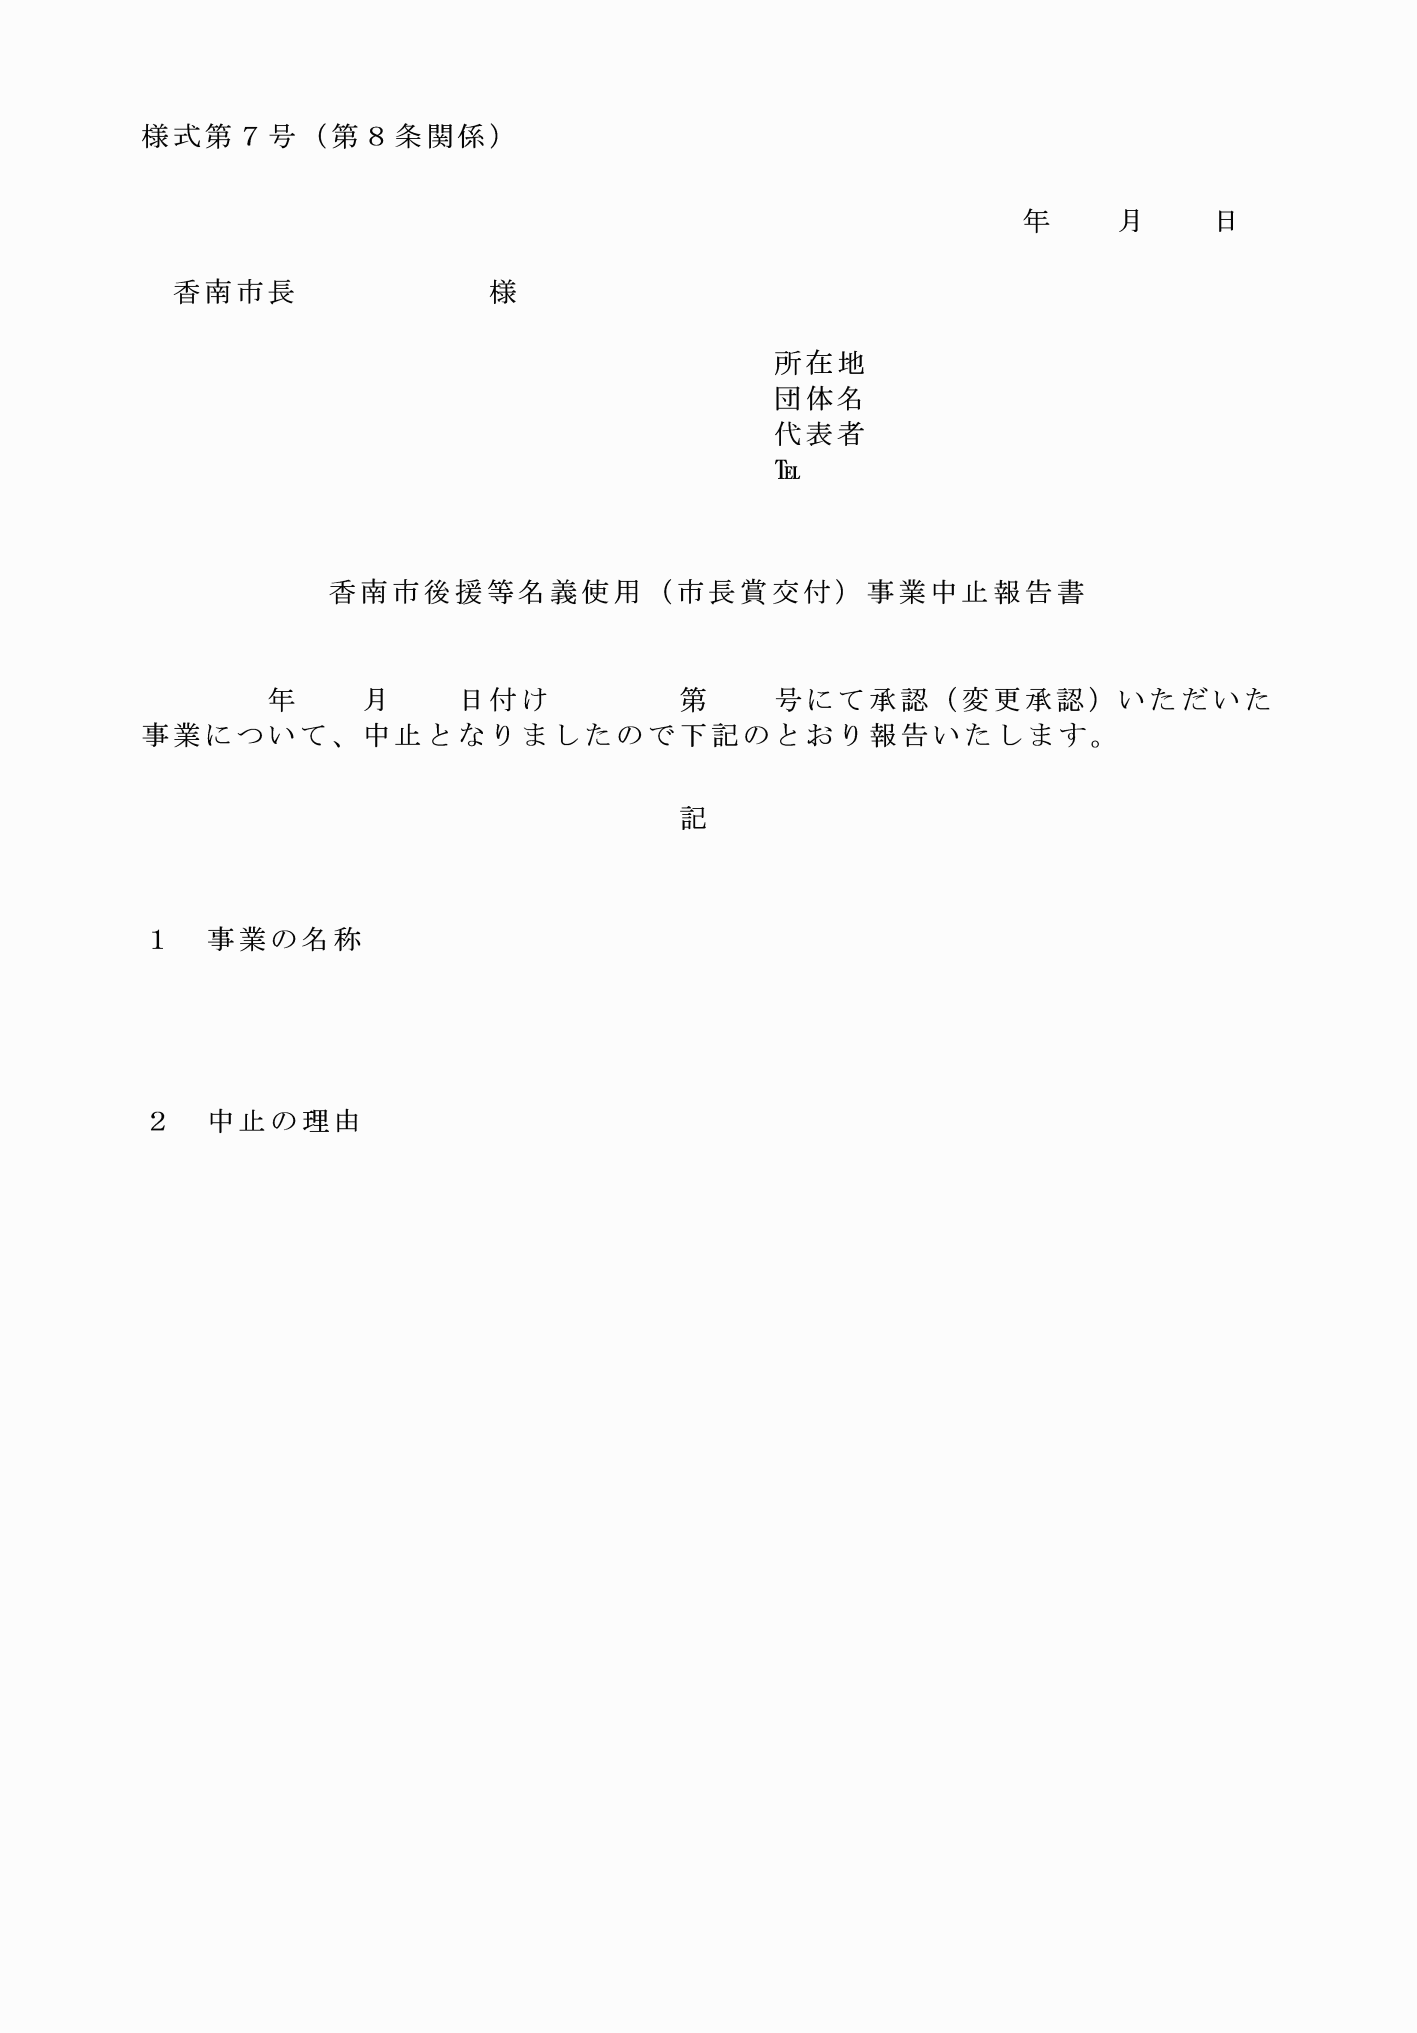 様式第７号（第８条関係）
年　　月　　日
香南市長　　　　　　様
所在地
団体名
代表者
℡
香南市後援等名義使用（市長賞交付）事業中止報告書
年　　月　　日付け　　　　第　　号にて承認（変更承認）いただいた
事業について、中止となりましたので下記のとおり報告いたします。
記
１　事業の名称
２　中止の理由